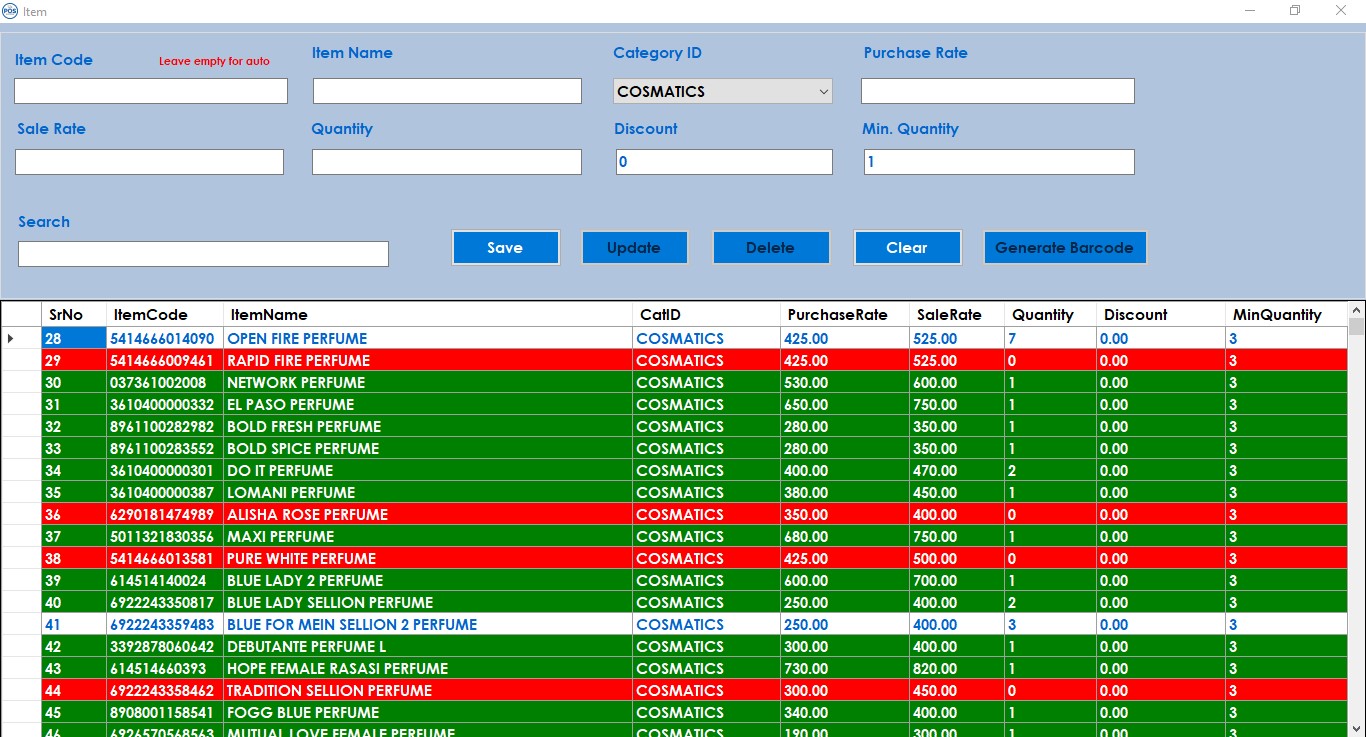 POS Item
Item Code Leave empty for auto Item Name Category ID Purchase Rate
COSMATICS
Sale Rate Quantity Discount Min. Quantity
0 1
Search
Save Update Delete Clear Generate Barcode
SrNo ItemCode ItemName CatID PurchaseRate SaleRate Quantity Discount MinQuantity
28 5414666014090 OPEN FIRE PERFUME COSMATICS 425.00 525.00 7 0.00 3
29 5414666009461 RAPID FIRE PERFUME COSMATICS 425.00 525.00 0 0.00 3
30 037361002008 NETWORK PERFUME COSMATICS 530.00 600.00 1 0.00 3
31 3610400000332 EL PASO PERFUME COSMATICS 650.00 750.00 1 0.00 3
32 8961100282982 BOLD FRESH PERFUME COSMATICS 280.00 350.00 1 0.00 3
33 8961100283552 BOLD SPICE PERFUME COSMATICS 280.00 350.00 1 0.00 3
34 3610400000301 DO IT PERFUME COSMATICS 400.00 470.00 2 0.00 3
35 3610400000387 LOMANI PERFUME COSMATICS 380.00 450.00 1 0.00 3
36 6290181474989 ALISHA ROSE PERFUME COSMATICS 350.00 400.00 0 0.00 3
37 5011321830356 MAXI PERFUME COSMATICS 680.00 750.00 1 0.00 3
38 5414666013581 PURE WHITE PERFUME COSMATICS 425.00 500.00 0 0.00 3
39 614514140024 BLUE LADY 2 PERFUME COSMATICS 600.00 700.00 1 0.00 3
40 6922243350817 BLUE LADY SELLION PERFUME COSMATICS 250.00 400.00 2 0.00 3
41 6922243359483 BLUE FOR MEIN SELLION 2 PERFUME COSMATICS 250.00 400.00 3 0.00 3
42 3392878060642 DEBUTANTE PERFUME L COSMATICS 300.00 400.00 1 0.00 3
43 614514660393 HOPE FEMALE RASASI PERFUME COSMATICS 730.00 820.00 1 0.00 3
44 6922243358462 TRADITION SELLION PERFUME COSMATICS 300.00 450.00 0 0.00 3
45 8908001158541 FOGG BLUE PERFUME COSMATICS 340.00 400.00 1 0.00 3
46 6926570568563 MUTUAL LOVE FEMALE PERFUME COSMATICS 190.00 300.00 1 0.00 3